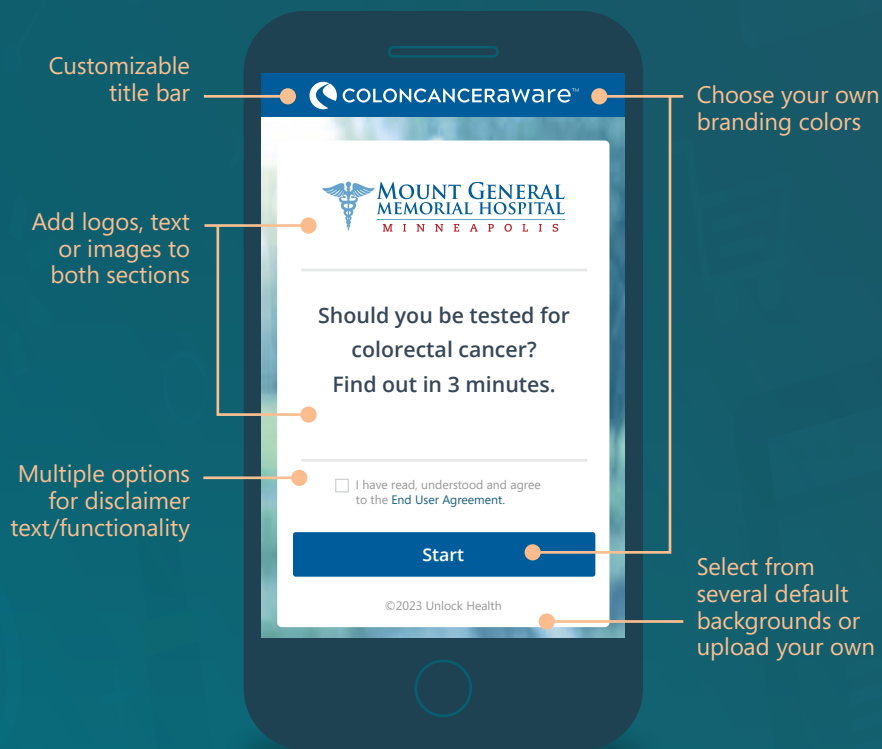 Customizable
title bar
COLONCANCERaware™
Choose your own
branding colors
MOUNT GENERAL
MEMORIAL HOSPITAL
MINNEAPOLIS
Add logos, text
or images to
both sections
Should you be tested for
colorectal cancer?
Find out in 3 minutes.
Multiple options
for disclaimer
text/functionality
I have read, understood and agree
to the End User Agreement.
Start
Select from
several default
backgrounds or
upload your own
©2023 Unlock Health